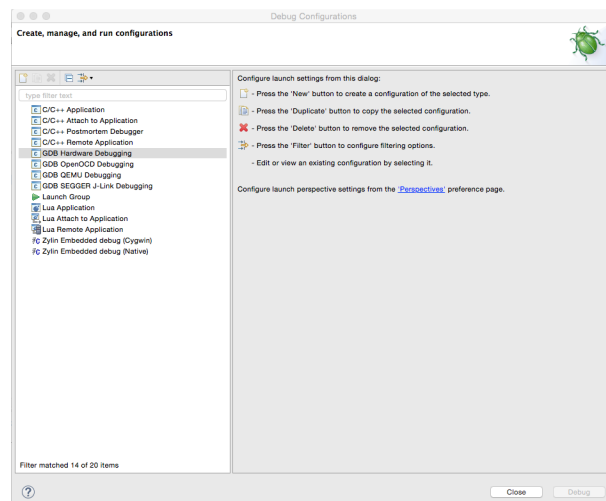 Debug Configurations
Create, manage, and run configurations
type filter text
C/C++ Application
C/C++ Attach to Application
C/C++ Postmortem Debugger
C/C++ Remote Application
GDB Hardware Debugging
GDB OpenOCD Debugging
GDB QEMU Debugging
GDB SEGGER J-Link Debugging
Launch Group
Lua Application
Lua Attach to Application
Lua Remote Application
Zylin Embedded debug (Cygwin)
Zylin Embedded debug (Native)
Filter matched 14 of 20 items
Configure launch settings from this dialog:
- Press the 'New' button to create a configuration of the selected type.
- Press the 'Duplicate' button to copy the selected configuration.
- Press the 'Delete' button to remove the selected configuration.
- Press the 'Filter' button to configure filtering options.
- Edit or view an existing configuration by selecting it.
Configure launch perspective settings from the 'Perspectives' preference page.
?
Close
Debug